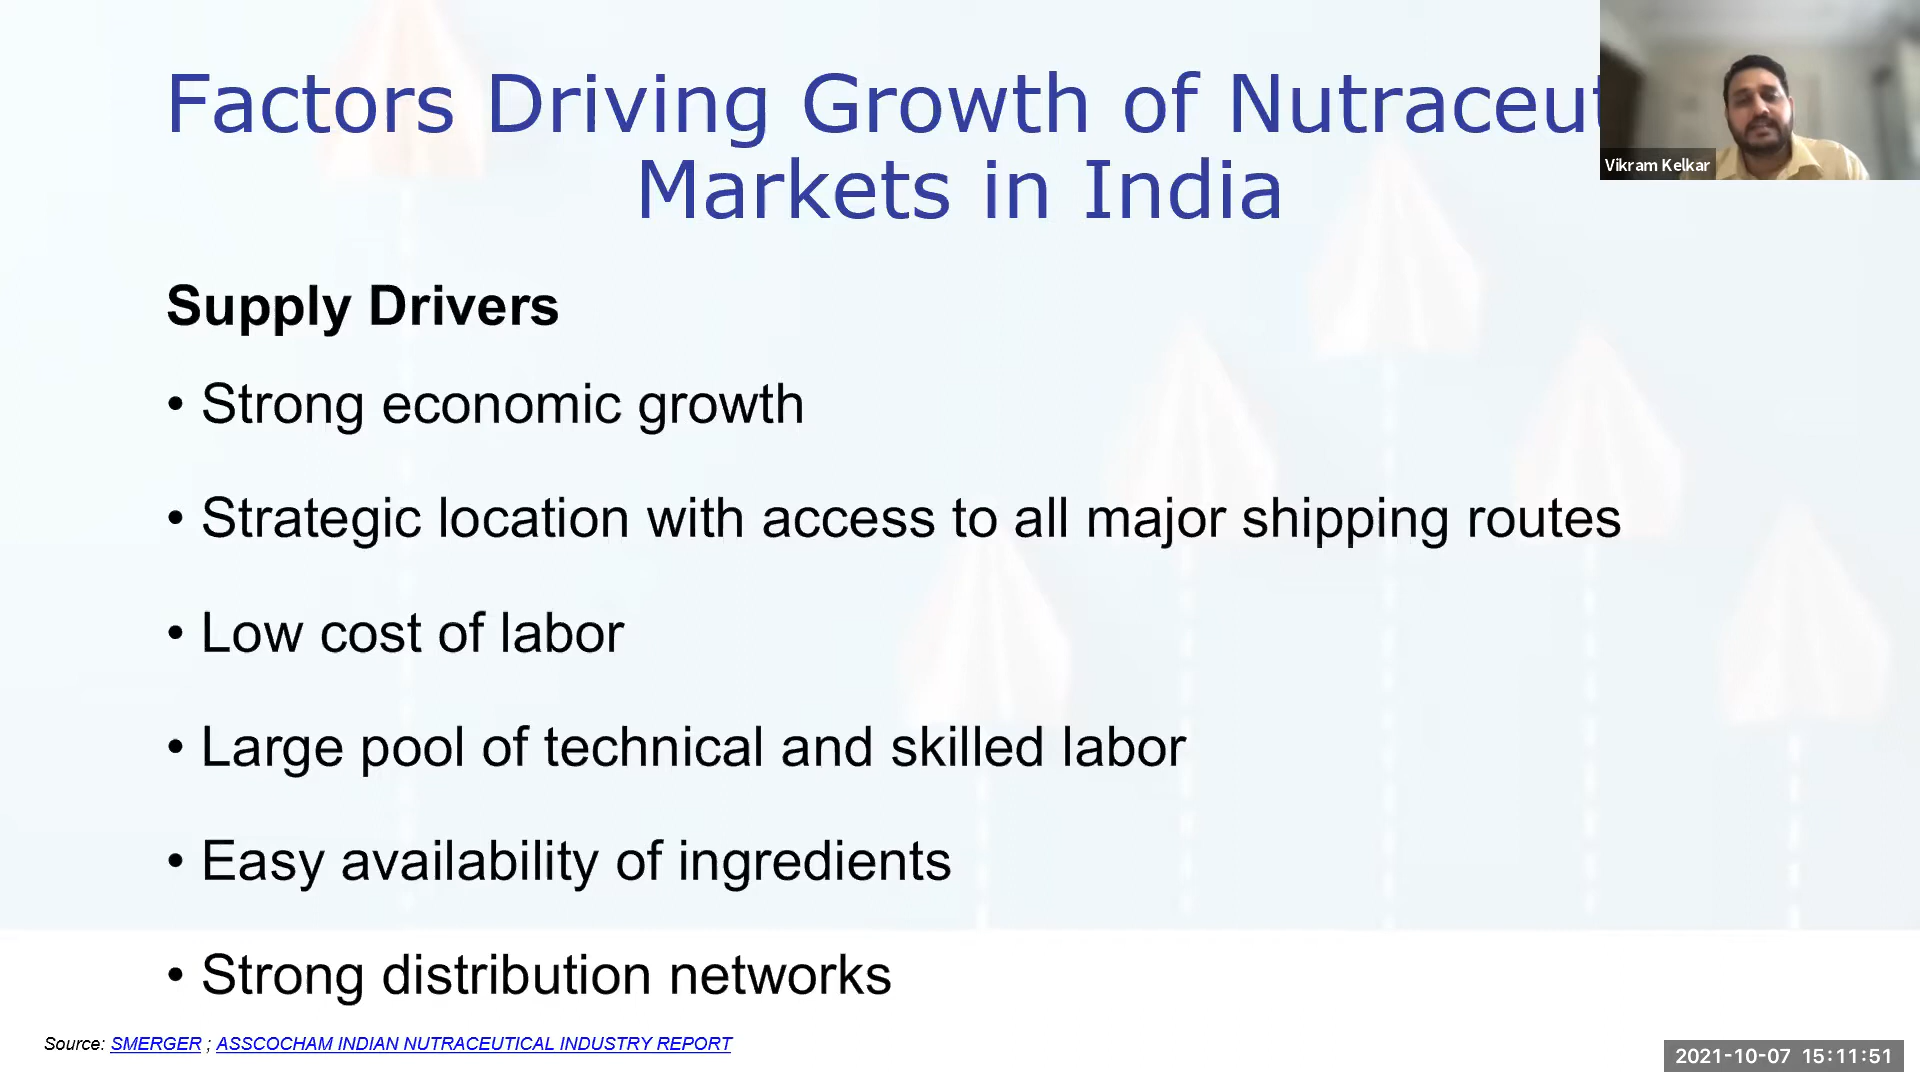 Factors Driving Growth of Nutraceut
Markets in India
Vikram Kelkar
Supply Drivers
• Strong economic growth
• Strategic location with access to all major shipping routes
• Low cost of labor
• Large pool of technical and skilled labor
• Easy availability of ingredients
• Strong distribution networks
Source: SMERGER ; ASSCOCHAM INDIAN NUTRACEUTICAL INDUSTRY REPORT
2021-10-07 15:11:51